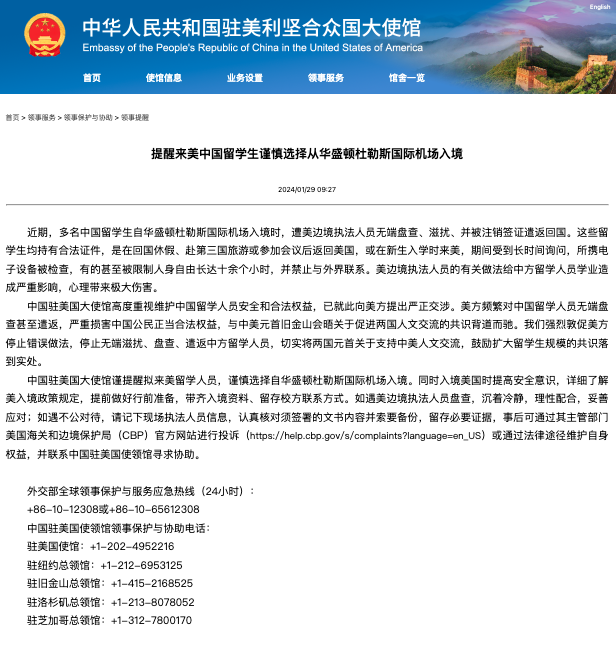 English
中华人民共和国驻美利坚合众国大使馆
Embassy of the People's Republic of China in the United States of America
首页 使馆信息 业务设置 领事服务 馆舍一览
首页 > 领事服务 > 领事保护与协助 > 领事提醒
提醒来美中国留学生谨慎选择从华盛顿杜勒斯国际机场入境
2024/01/29 09:27
近期，多名中国留学生自华盛顿杜勒斯国际机场入境时，遭美边境执法人员无端盘查、滋扰、并被注销签证遣返回国。这些留
学生均持有合法证件，是在回国休假、赴第三国旅游或参加会议后返回美国，或在新生入学时来美，期间受到长时间询问，所携电
子设备被检查，有的甚至被限制人身自由长达十余个小时，并禁止与外界联系。美边境执法人员的有关做法给中方留学人员学业造
成严重影响，心理带来极大伤害。
中国驻美国大使馆高度重视维护中国留学人员安全和合法权益，已就此向美方提出严正交涉。美方频繁对中国留学人员无端盘
查甚至遣返，严重损害中国公民正当合法权益，与中美元首旧金山会晤关于促进两国人文交流的共识背道而驰。我们强烈敦促美方
停止错误做法，停止无端滋扰、盘查、遣返中方留学人员，切实将两国元首关于支持中美人文交流，鼓励扩大留学生规模的共识落
到实处。
中国驻美国大使馆谨提醒拟来美留学人员，谨慎选择自华盛顿杜勒斯国际机场入境。同时入境美国时提高安全意识，详细了解
美入境政策规定，提前做好行前准备，带齐入境资料、留存校方联系方式。如遇美边境执法人员盘查，沉着冷静，理性配合，妥善
应对；如遇不公对待，请记下现场执法人员信息，认真核对须签署的文书内容并索要备份，留存必要证据，事后可通过其主管部门
美国海关和边境保护局（CBP）官方网站进行投诉（https://help.cbp.gov/s/complaints?language=en_US）或通过法律途径维护自身
权益，并联系中国驻美国使领馆寻求协助。
外交部全球领事保护与服务应急热线（24小时）：
+86-10-12308或+86-10-65612308
中国驻美国使领馆领事保护与协助电话：
驻美国使馆：+1-202-4952216
驻纽约总领馆：+1-212-6953125
驻旧金山总领馆：+1-415-2168525
驻洛杉矶总领馆：+1-213-8078052
驻芝加哥总领馆：+1-312-7800170